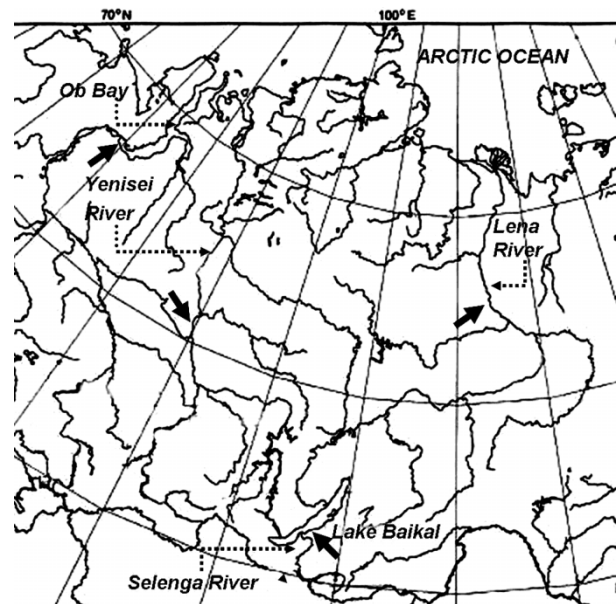 70°N
100°E
ARCTIC OCEAN
Ob Bay
Yenisei
River
Lena
River
Lake Baikal
Selenga River